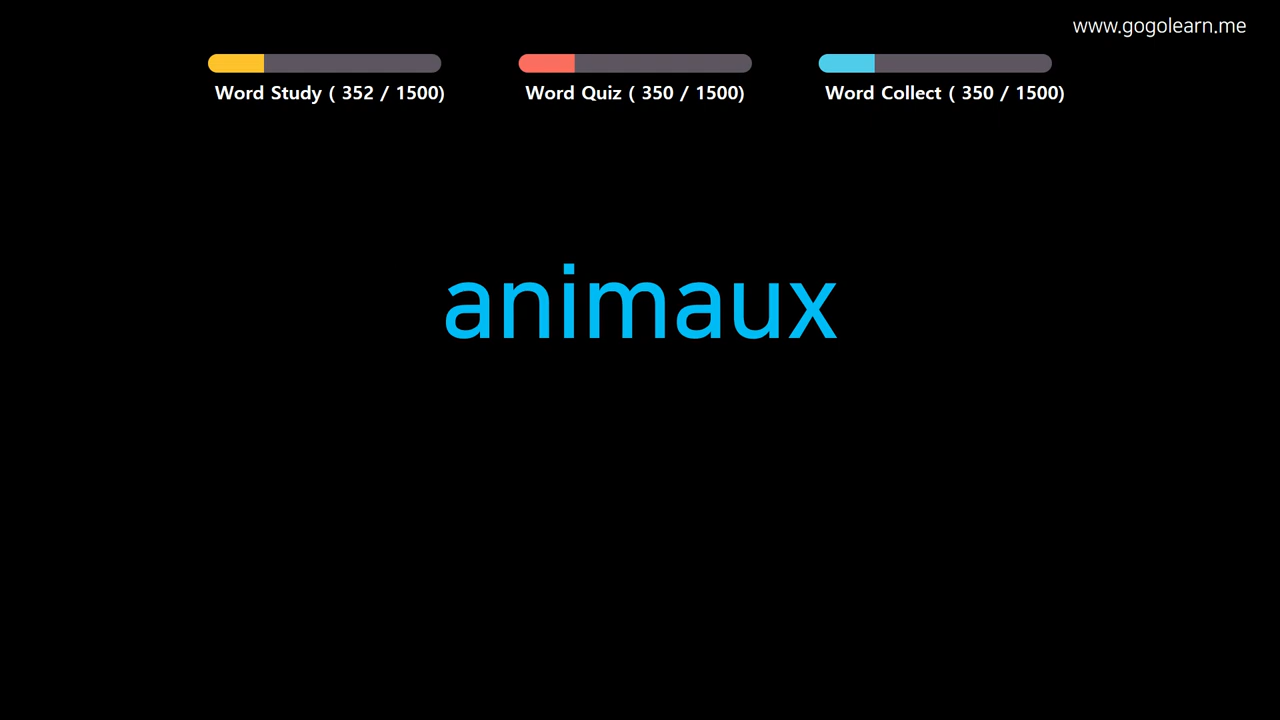 www.gogolearn.me
Word Study ( 352 / 1500)
Word Quiz ( 350 / 1500)
Word Collect ( 350 / 1500)
animaux